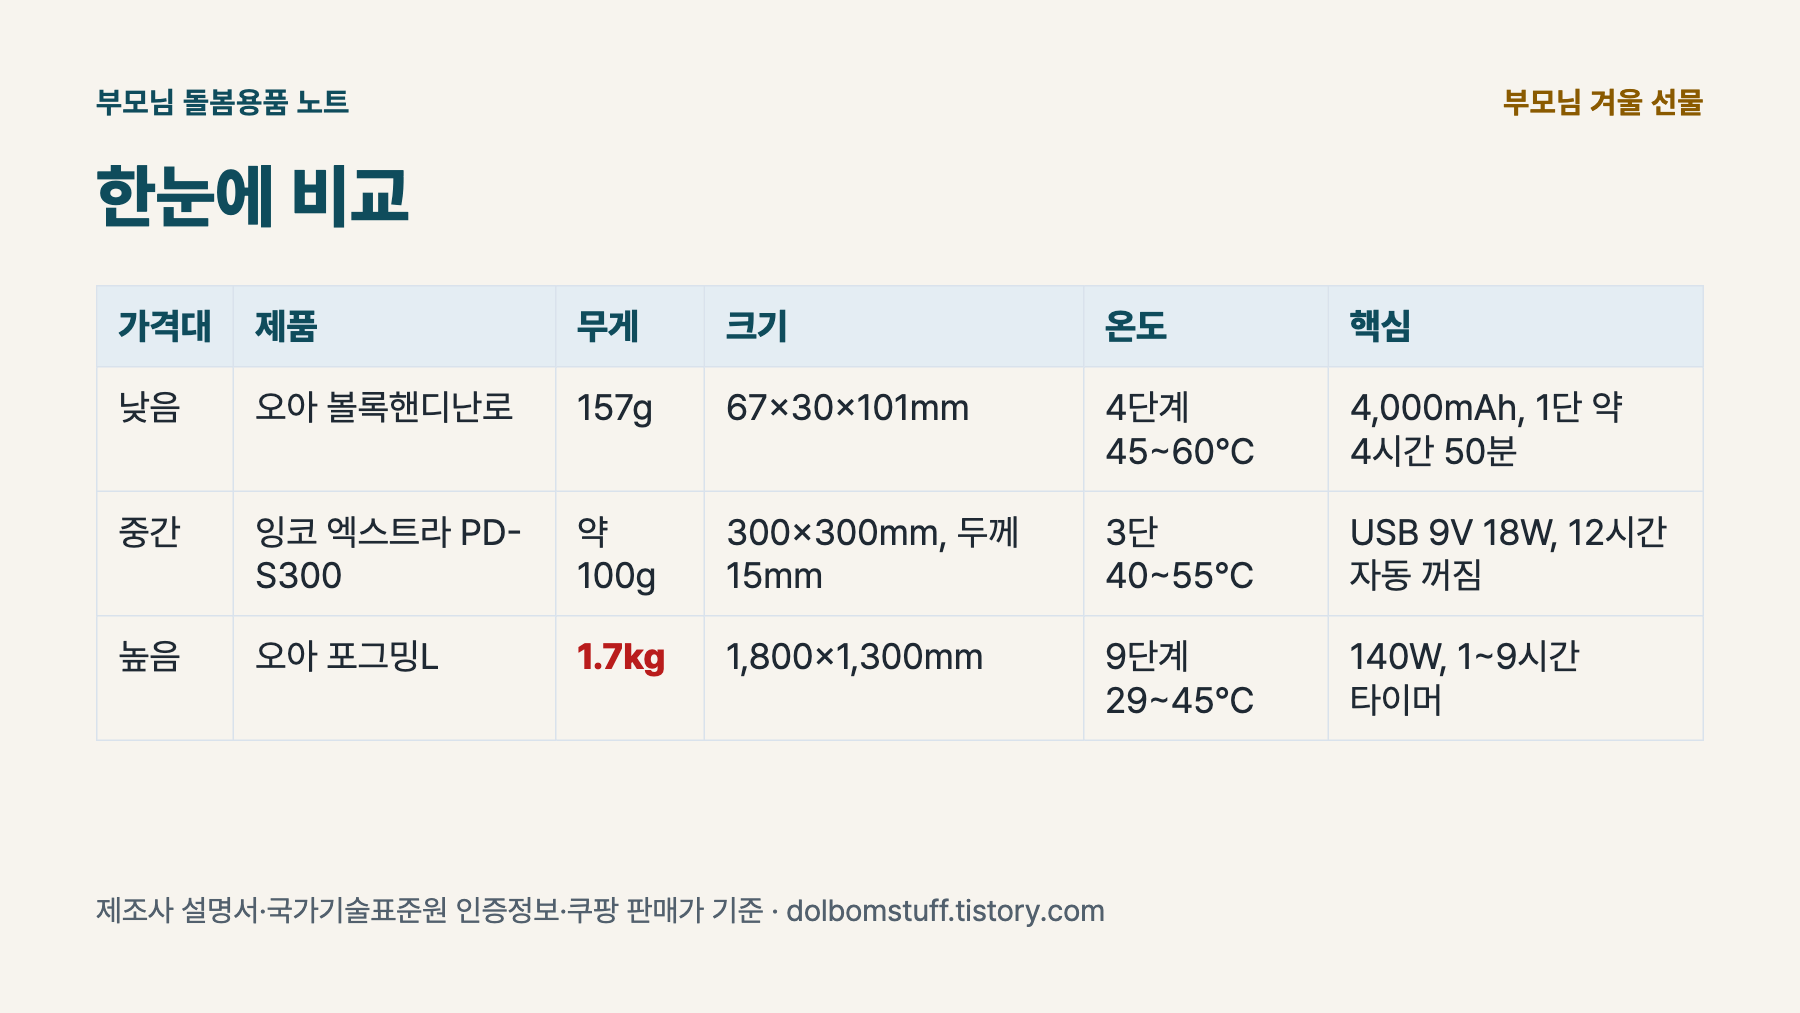 부모님 돌봄용품 노트
부모님 겨울 선물
한눈에 비교
가격대 제품 무게 크기 온도 핵심
낮음 오아 볼록핸디난로 157g 67×30×101mm 4단계 45~60°C 4,000mAh, 1단 약 4시간 50분
중간 잉코 엑스트라 PD-S300 약 100g 300×300mm, 두께 15mm 3단 40~55°C USB 9V 18W, 12시간 자동 꺼짐
높음 오아 포그밍L 1.7kg 1,800×1,300mm 9단계 29~45°C 140W, 1~9시간 타이머
제조사 설명서·국가기술표준원 인증정보·쿠팡 판매가 기준 · dolbomstuff.tistory.com